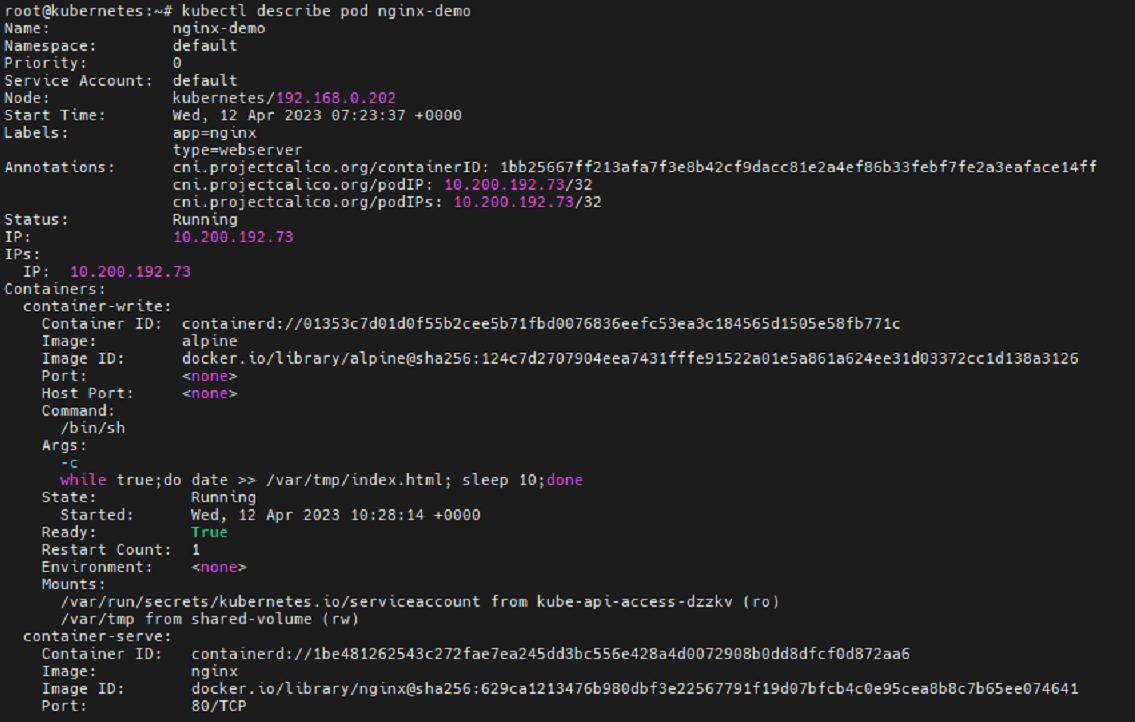 root@kubernetes:~# kubectl describe pod nginx-demo
Name:             nginx-demo
Namespace:        default
Priority:         0
Service Account:  default
Node:             kubernetes/192.168.0.202
Start Time:       Wed, 12 Apr 2023 07:23:37 +0000
Labels:           app=nginx
                  type=webserver
Annotations:      cni.projectcalico.org/containerID: 1bb25667ff213afa7f3e8b42cf9dacc81e2a4ef86b33febf7fe2a3eaface14ff
                  cni.projectcalico.org/podIP: 10.200.192.73/32
                  cni.projectcalico.org/podIPs: 10.200.192.73/32
Status:           Running
IP:               10.200.192.73
IPs:
  IP:  10.200.192.73
Containers:
  container-write:
    Container ID:  containerd://01353c7d01d0f55b2cee5b71fbd0076836eefc53ea3c184565d1505e58fb771c
    Image:         alpine
    Image ID:      docker.io/library/alpine@sha256:124c7d2707904eea7431fffe91522a01e5a861a624ee31d03372cc1d138a3126
    Port:          <none>
    Host Port:     <none>
    Command:
      /bin/sh
    Args:
      -c
      while true;do date >> /var/tmp/index.html; sleep 10;done
    State:          Running
      Started:      Wed, 12 Apr 2023 10:28:14 +0000
    Ready:          True
    Restart Count:  1
    Environment:    <none>
    Mounts:
      /var/run/secrets/kubernetes.io/serviceaccount from kube-api-access-dzzkv (ro)
      /var/tmp from shared-volume (rw)
  container-serve:
    Container ID:   containerd://1be481262543c272fae7ea245dd3bc556e428a4d0072908b0dd8dfcf0d872aa6
    Image:          nginx
    Image ID:       docker.io/library/nginx@sha256:629ca1213476b980dbf3e22567791f19d07bfcb4c0e95cea8b8c7b65ee074641
    Port:           80/TCP